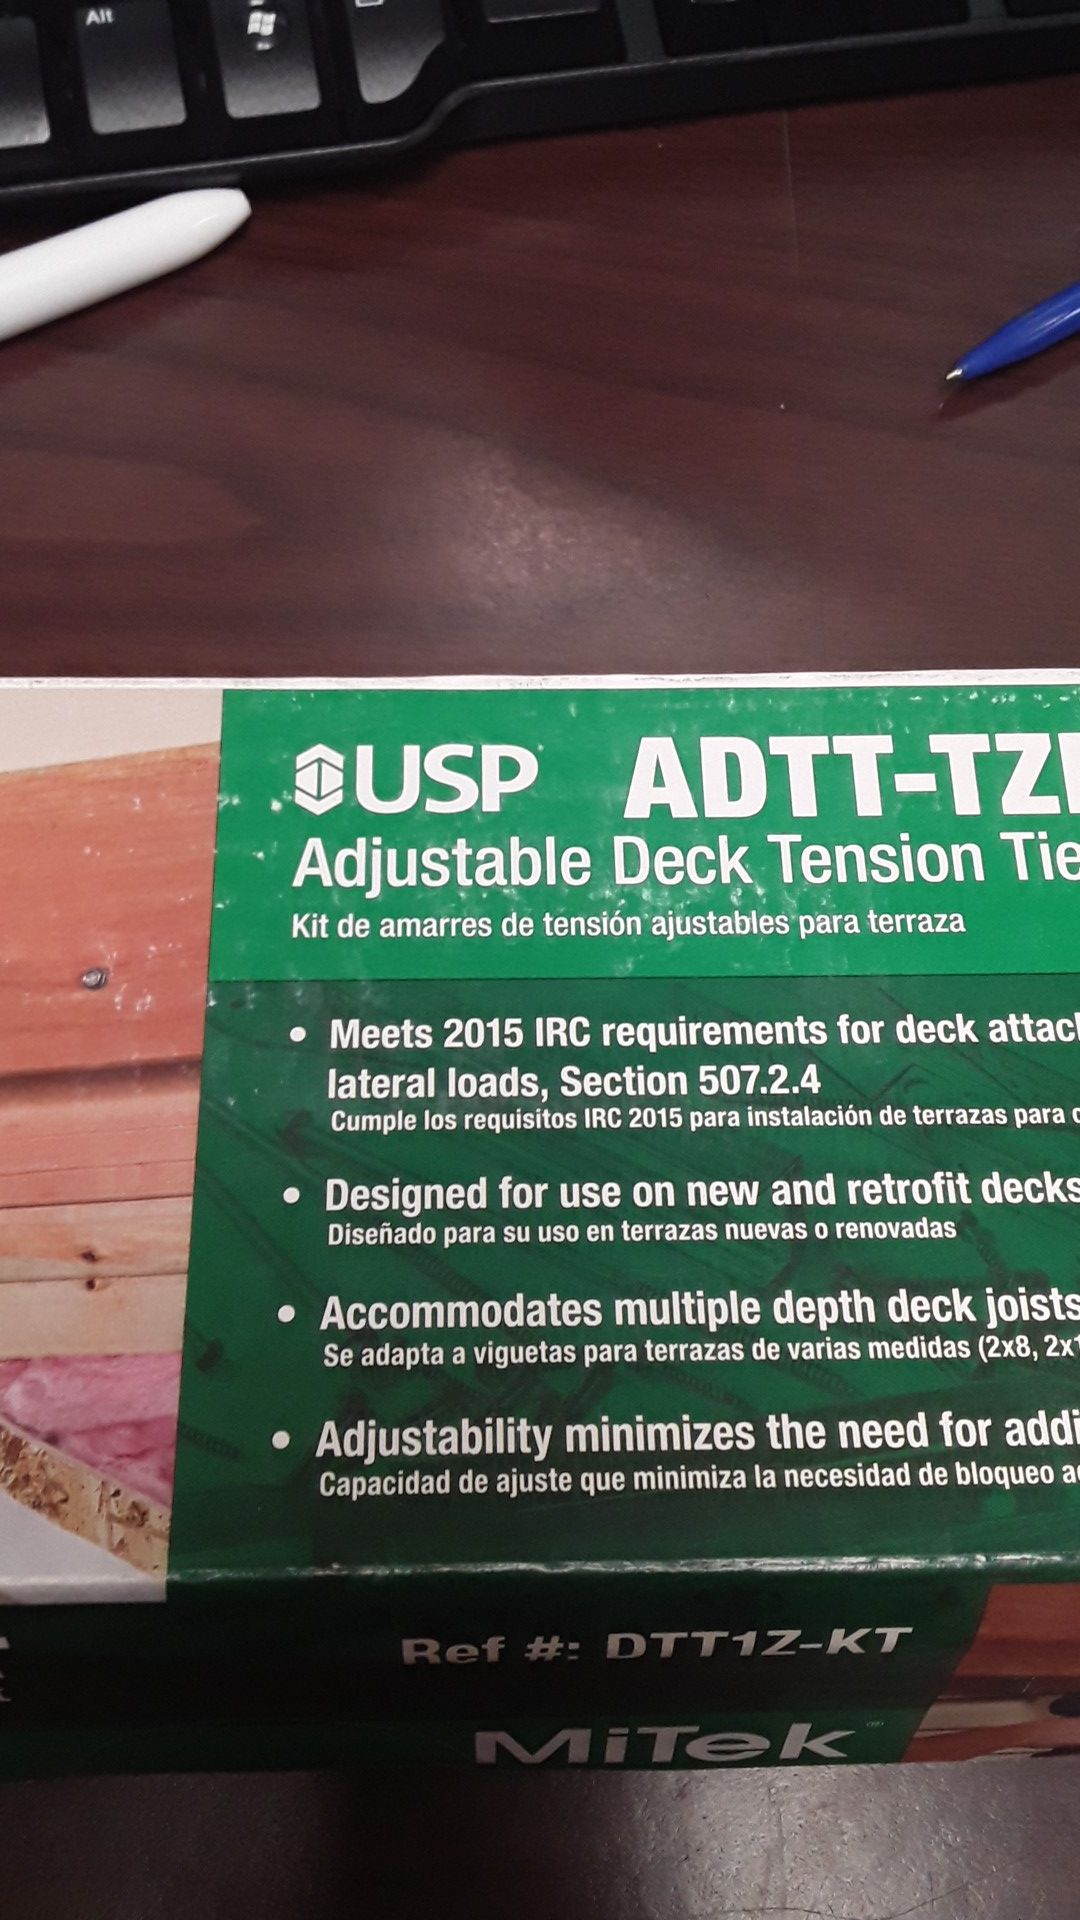 Alt
USP ADTT-TZ
Adjustable Deck Tension Tie
Kit de amarres de tensión ajustables para terraza
• Meets 2015 IRC requirements for deck attac
lateral loads, Section 507.2.4
Cumple los requisitos IRC 2015 para instalación de terrazas para
• Designed for use on new and retrofit decks
Diseñado para su uso en terrazas nuevas o renovadas
• Accommodates multiple depth deck joists
Se adapta a viguetas para terrazas de varias medidas (2x8, 2x1
• Adjustability minimizes the need for addi
Capacidad de ajuste que minimiza la necesidad de bloqueo a
Ref #: DTT1Z-KT
MiTek®